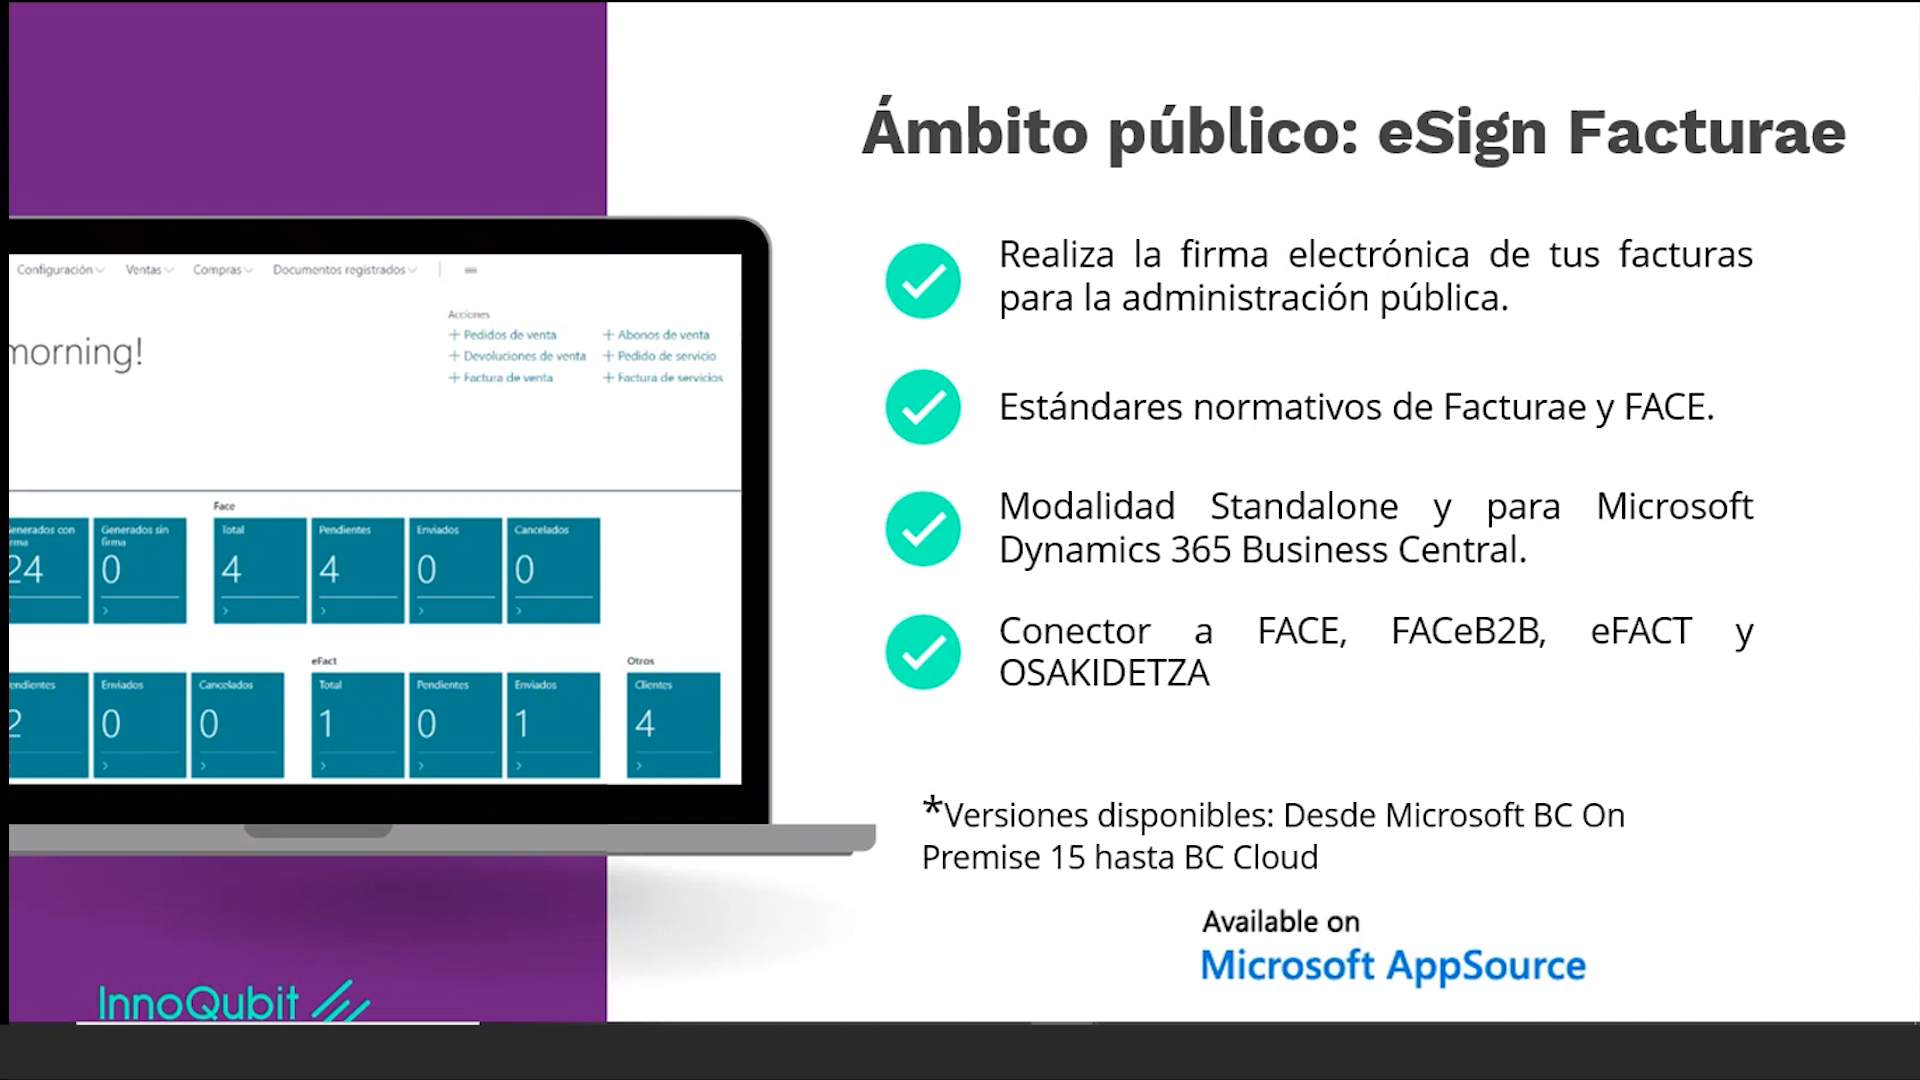 Ámbito público: eSign Facturae
Realiza la firma electrónica de tus facturas
para la administración pública.
Estándares normativos de Facturae y FACE.
Modalidad Standalone y para Microsoft
Dynamics 365 Business Central.
Conector a FACE, FACeB2B, eFACT y
OSAKIDETZA
*Versiones disponibles: Desde Microsoft BC On
Premise 15 hasta BC Cloud
Available on
Microsoft AppSource
Configuración Ventas Compras Documentos registrados
morning!
Acciones
+ Pedidos de venta + Abonos de venta
+ Devoluciones de venta + Pedido de servicio
+ Factura de venta + Factura de servicios
Face
enerados con Generados sin Total Pendientes Enviados Cancelados
rma firma
24 0 4 4 0 0
eFact Otros
endientes Enviados Cancelados Total Pendientes Enviados Clientes
2 0 0 1 0 1 4
InnoQubit